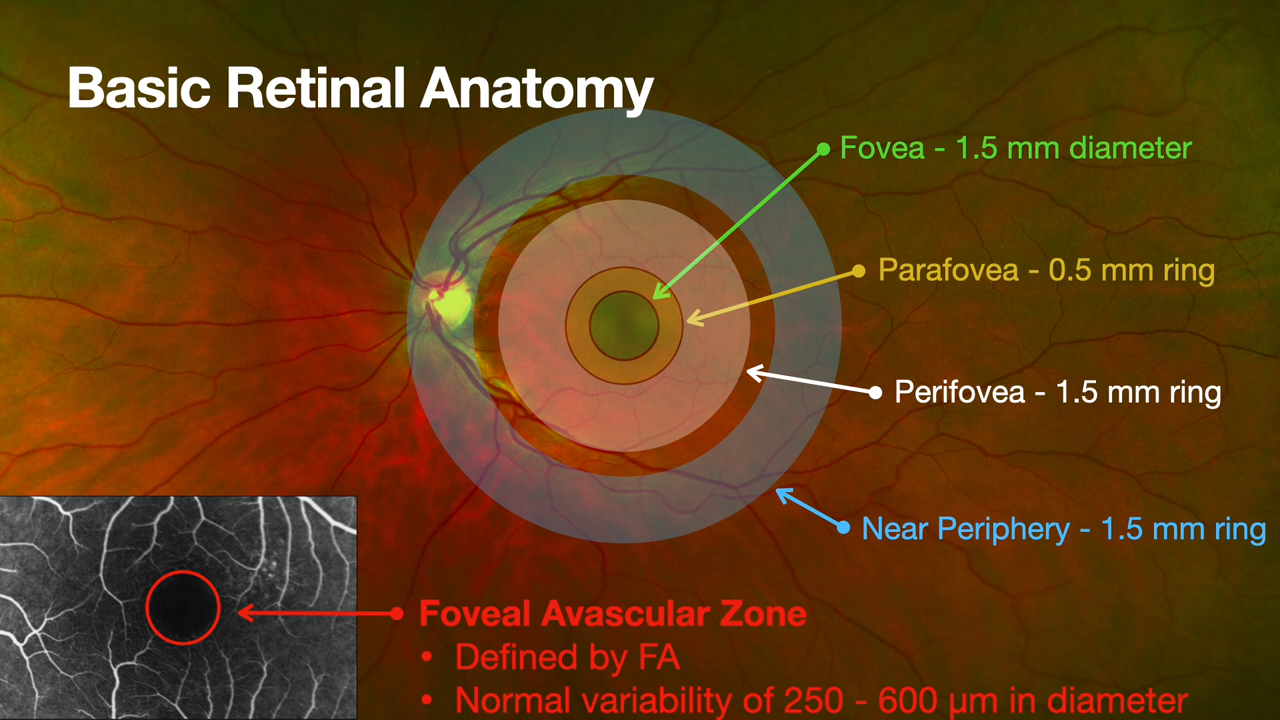 Basic Retinal Anatomy
Fovea - 1.5 mm diameter
Parafovea - 0.5 mm ring
Perifovea - 1.5 mm ring
Near Periphery - 1.5 mm ring
Foveal Avascular Zone
• Defined by FA
• Normal variability of 250 - 600 µm in diameter